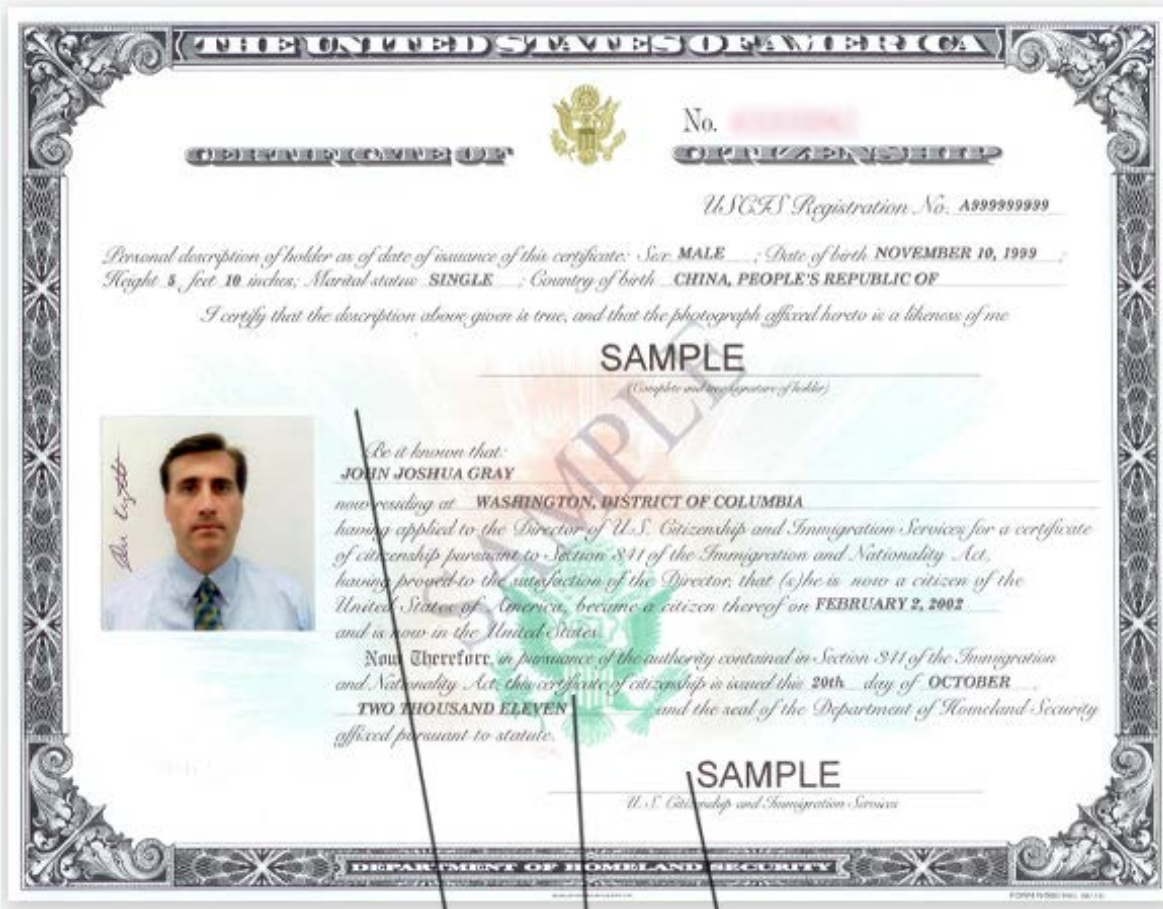 THE UNITED STATES OF AMERICA
No.
CERTIFICATE OF CITIZENSHIP
USCIS Registration No. A999999999
Personal description of holder as of date of issuance of this certificate: Sex MALE ; Date of birth NOVEMBER 10, 1999 ;
Height 5 feet 10 inches; Marital status SINGLE ; Country of birth CHINA, PEOPLE'S REPUBLIC OF
I certify that the description above given is true, and that the photograph affixed hereto is a likeness of me
SAMPLE
(Complete and true signature of holder)
SAMPLE
Be it known that:
JOHN JOSHUA GRAY
now residing at WASHINGTON, DISTRICT OF COLUMBIA
having applied to the Director of U.S. Citizenship and Immigration Services for a certificate
of citizenship pursuant to Section 341 of the Immigration and Nationality Act,
having proved to the satisfaction of the Director, that (s)he is now a citizen of the
United States of America, became a citizen thereof on FEBRUARY 2, 2002
and is now in the United States.
Now Therefore, in pursuance of the authority contained in Section 341 of the Immigration
and Nationality Act, this certificate of citizenship is issued this 20th day of OCTOBER
TWO THOUSAND ELEVEN and the seal of the Department of Homeland Security
affixed pursuant to statute.
SAMPLE
U.S. Citizenship and Immigration Services
DEPARTMENT OF HOMELAND SECURITY